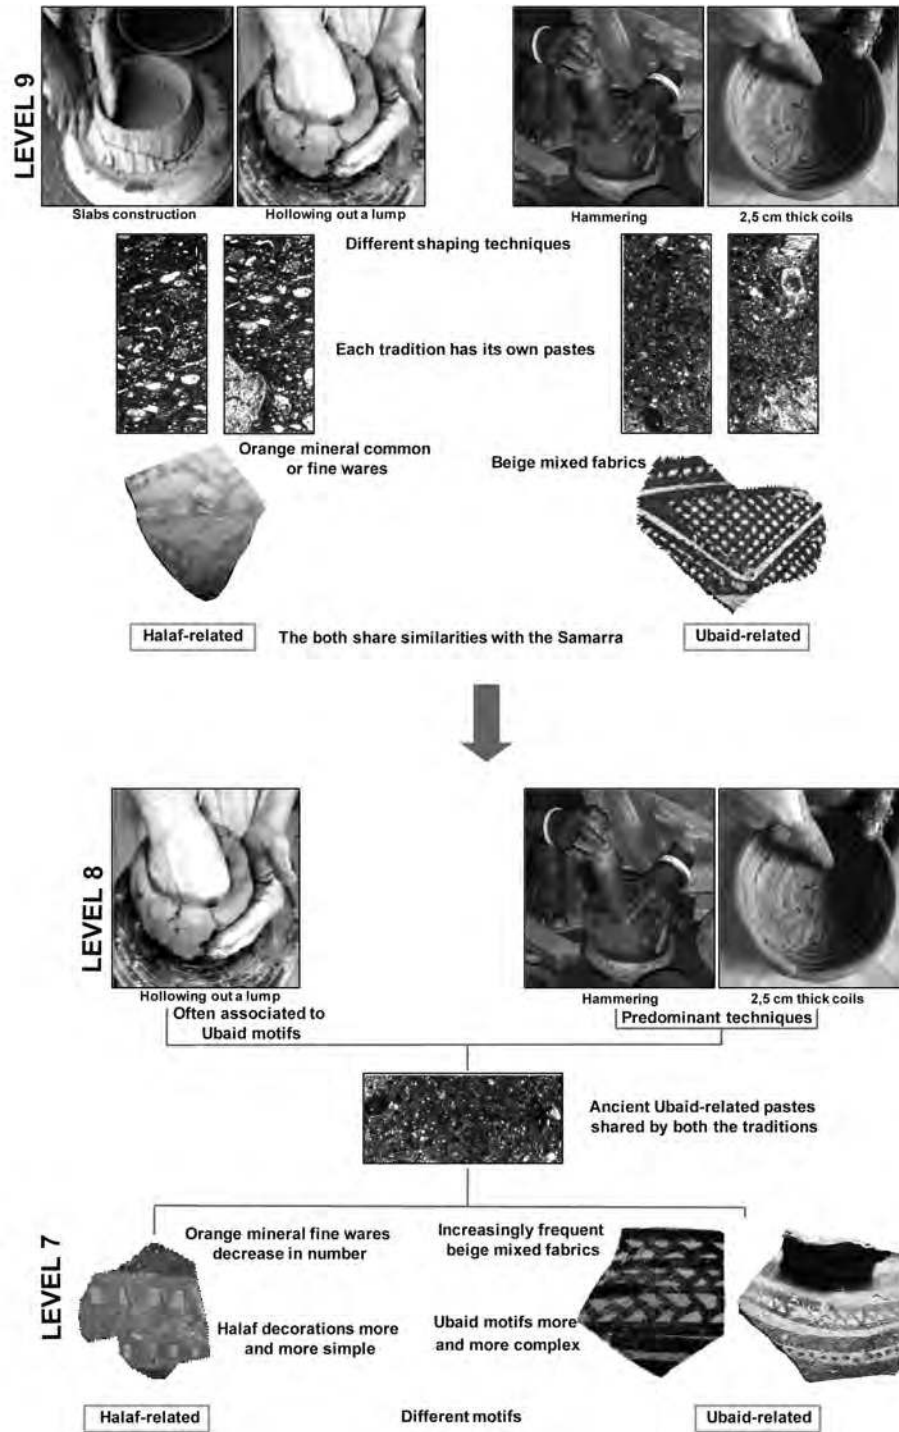 LEVEL 9
Slabs construction
Hollowing out a lump
Hammering
2,5 cm thick coils
Different shaping techniques
Each tradition has its own pastes
Orange mineral common
or fine wares
Beige mixed fabrics
Halaf-related
The both share similarities with the Samarra
Ubaid-related
LEVEL 8
Hollowing out a lump
Often associated to
Ubaid motifs
Hammering
2,5 cm thick coils
Predominant techniques
Ancient Ubaid-related pastes
shared by both the traditions
LEVEL 7
Orange mineral fine wares
decrease in number
Increasingly frequent
beige mixed fabrics
Halaf decorations more
and more simple
Ubaid motifs more
and more complex
Halaf-related
Different motifs
Ubaid-related